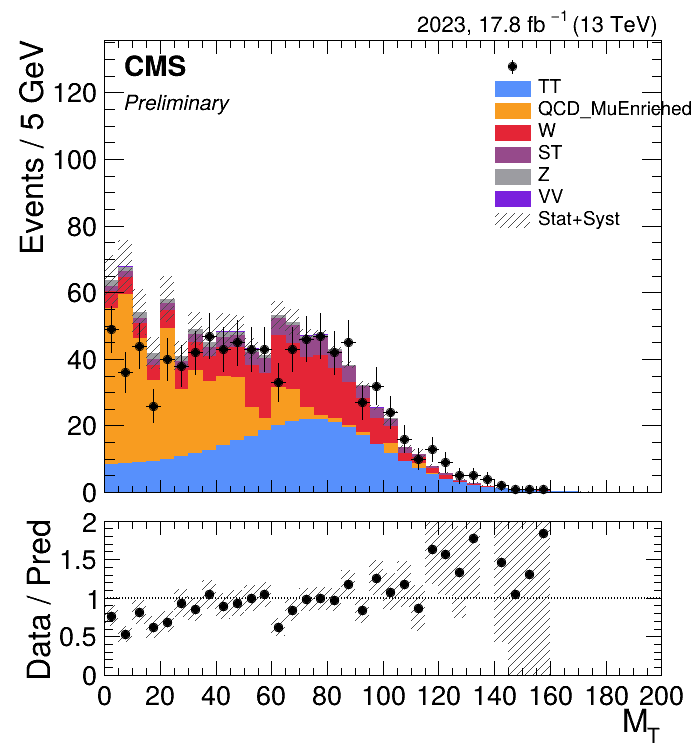 2023, 17.8 fb⁻¹ (13 TeV)
CMS
Preliminary
TT
QCD_MuEnriehed
W
ST
Z
VV
Stat+Syst
Events / 5 GeV
120
100
80
60
40
20
0
Data / Pred
2
1.5
1
0.5
0
0 20 40 60 80 100 120 140 160 180 200
M_T